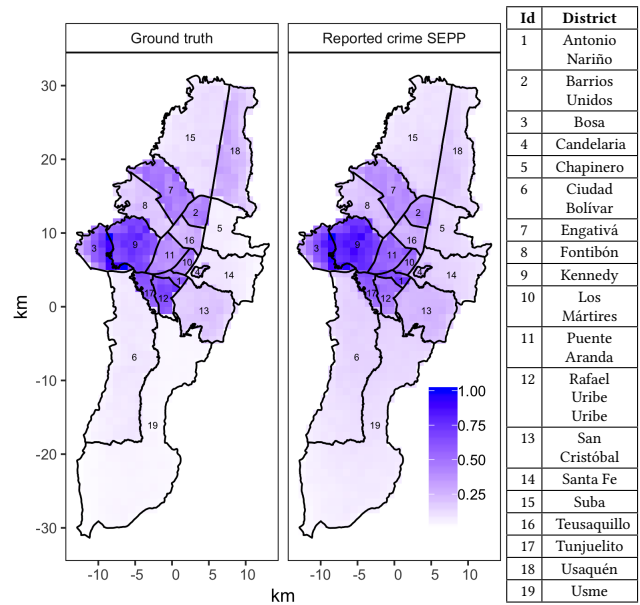 Ground truth
Reported crime SEPP
km
30
20
10
0
-10
-20
-30
15
18
7
8
2
5
3
9
16
11
10
4
14
1
17
12
13
6
19
-10 -5 0 5 10
15
18
7
8
2
5
3
9
16
11
10
4
14
1
17
12
13
6
19
1.00
0.75
0.50
0.25
-10 -5 0 5 10
km
Id District
1 Antonio
Nariño
2 Barrios
Unidos
3 Bosa
4 Candelaria
5 Chapinero
6 Ciudad
Bolívar
7 Engativá
8 Fontibón
9 Kennedy
10 Los
Mártires
11 Puente
Aranda
12 Rafael
Uribe
Uribe
13 San
Cristóbal
14 Santa Fe
15 Suba
16 Teusaquillo
17 Tunjuelito
18 Usaquén
19 Usme